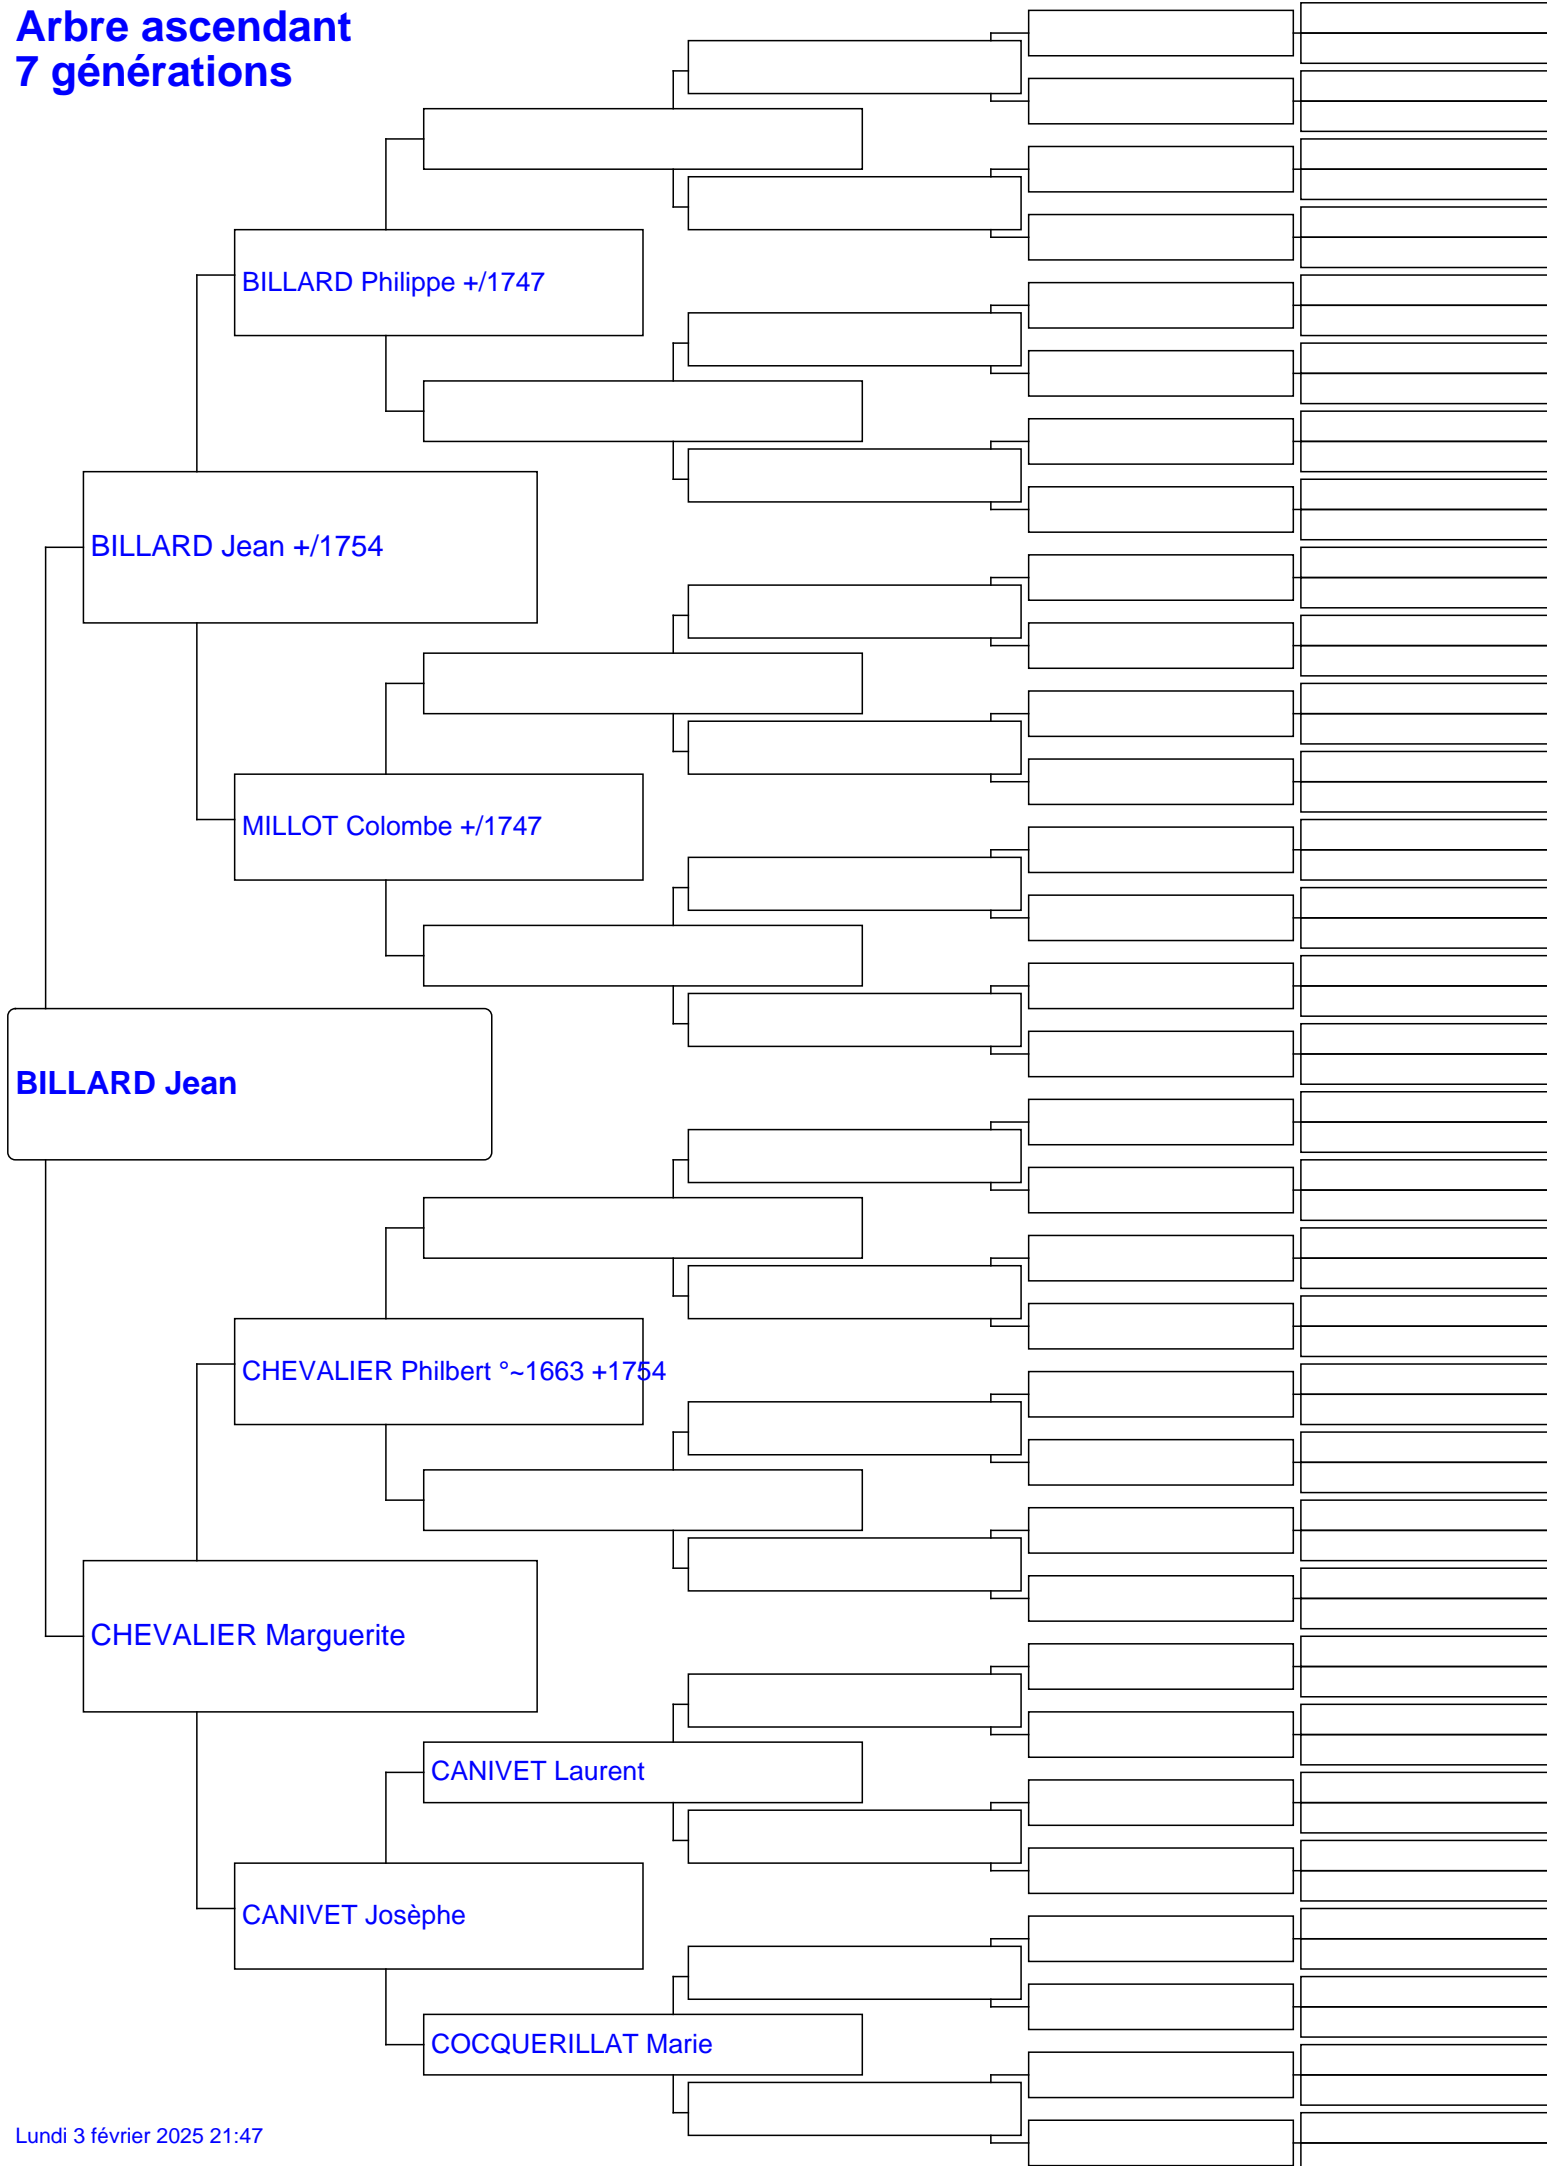 Arbre ascendant
7 générations
BILLARD Philippe +/1747
BILLARD Jean +/1754
MILLOT Colombe +/1747
BILLARD Jean
CHEVALIER Philbert °~1663 +1754
CHEVALIER Marguerite
CANIVET Laurent
CANIVET Josèphe
COCQUERILLAT Marie
Lundi 3 février 2025 21:47